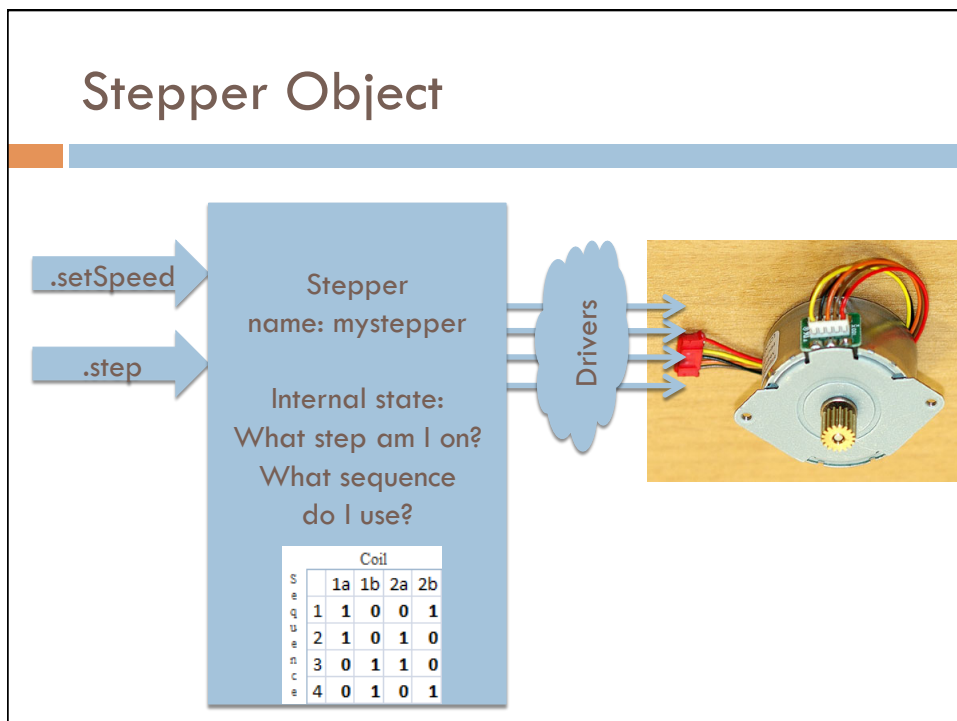 Stepper Object
.setSpeed
.step
Stepper
name: mystepper
Internal state:
What step am I on?
What sequence
do I use?
Drivers
Coil
Sequence
1a 1b 2a 2b
1 1 0 0 1
2 1 0 1 0
3 0 1 1 0
4 0 1 0 1